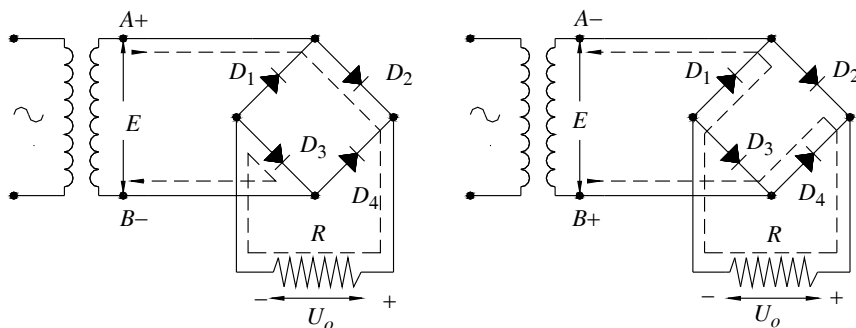 A+
D₁
D₂
E
D₃
D₄
B−
R
− +
Uₒ
A−
D₁
D₂
E
D₃
D₄
B+
R
− +
Uₒ